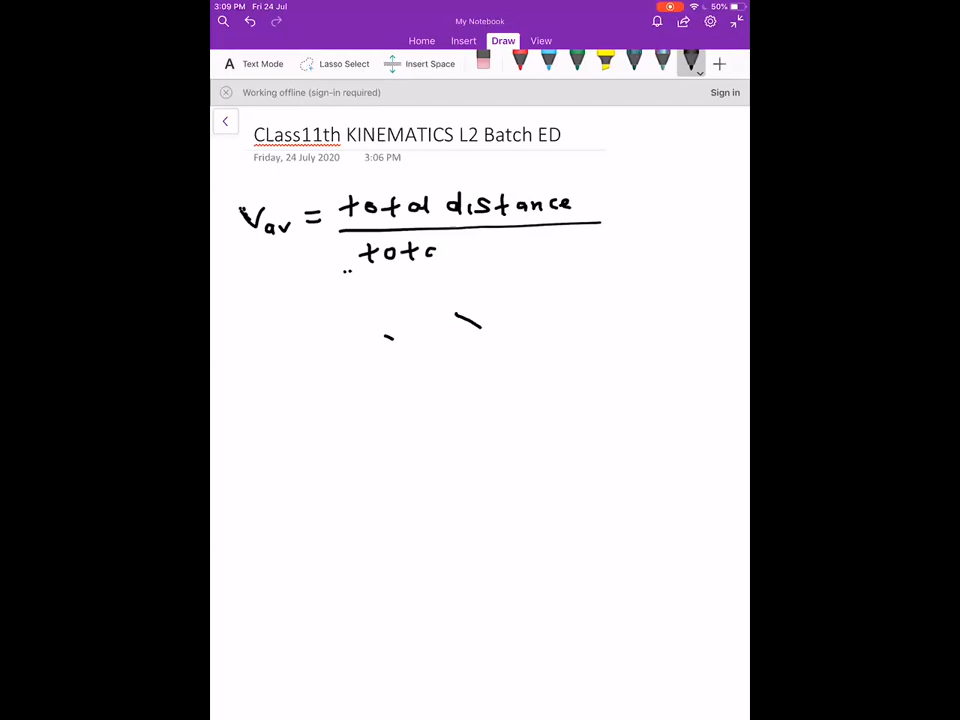 3:09 PM Fri 24 Jul 50%
My Notebook
Home Insert Draw View
A Text Mode Lasso Select Insert Space
Working offline (sign-in required) Sign in
CLass11th KINEMATICS L2 Batch ED
Friday, 24 July 2020 3:06 PM
Vav = total distance
tota